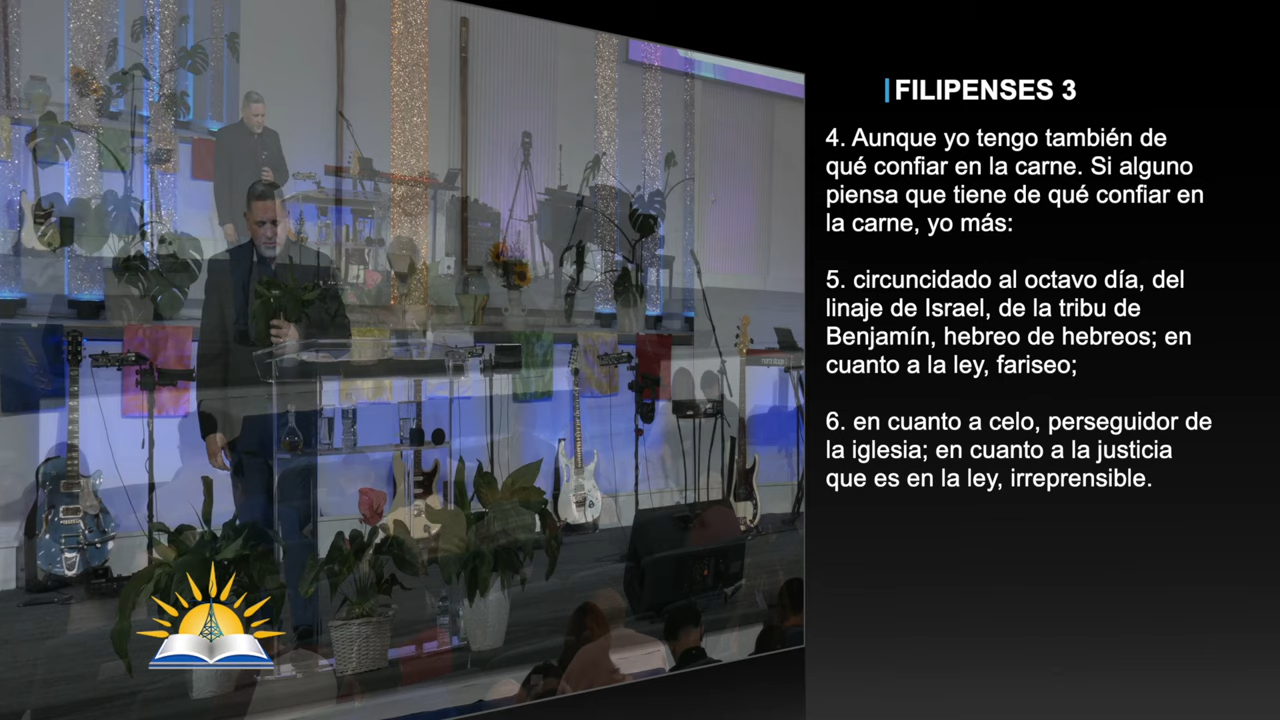 FILIPENSES 3
4. Aunque yo tengo también de
qué confiar en la carne. Si alguno
piensa que tiene de qué confiar en
la carne, yo más:
5. circuncidado al octavo día, del
linaje de Israel, de la tribu de
Benjamín, hebreo de hebreos; en
cuanto a la ley, fariseo;
6. en cuanto a celo, perseguidor de
la iglesia; en cuanto a la justicia
que es en la ley, irreprensible.